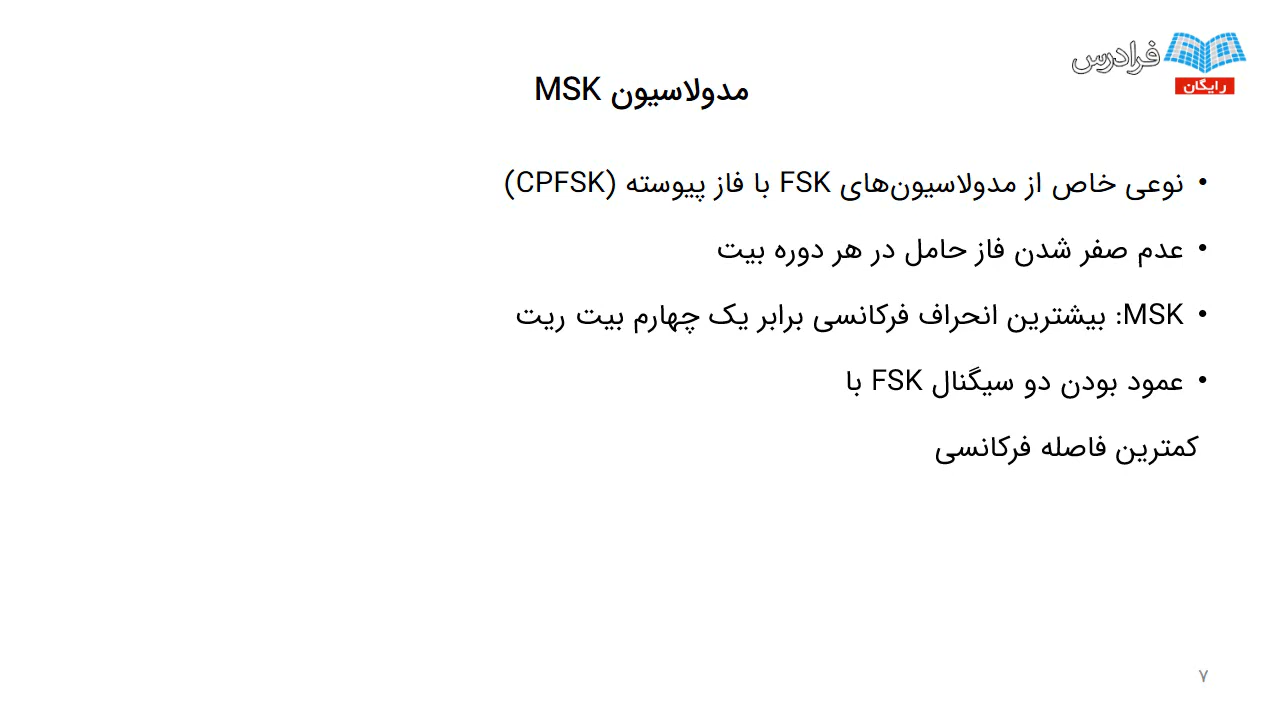 فرادرس
رایگان
مدولاسیون MSK
• نوعی خاص از مدولاسیون‌های FSK با فاز پیوسته (CPFSK)
• عدم صفر شدن فاز حامل در هر دوره بیت
• MSK: بیشترین انحراف فرکانسی برابر یک چهارم بیت ریت
• عمود بودن دو سیگنال FSK با
کمترین فاصله فرکانسی
۷